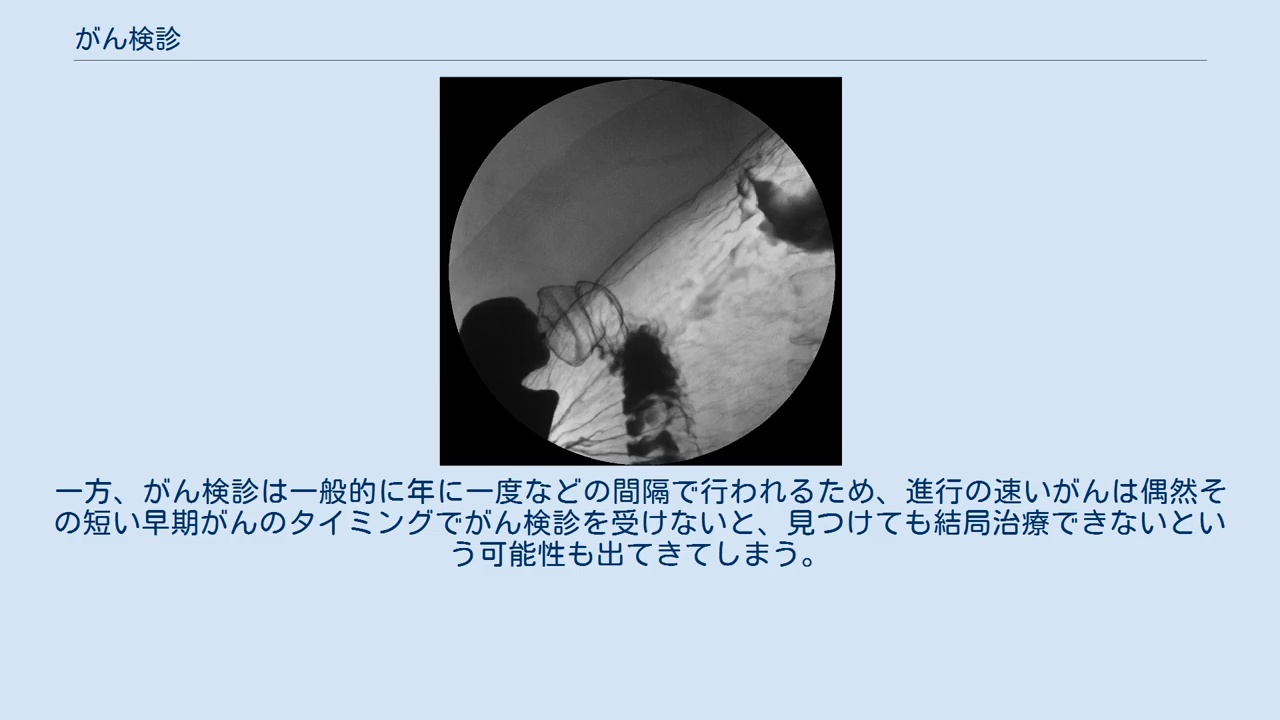 がん検診
一方、がん検診は一般的に年に一度などの間隔で行われるため、進行の速いがんは偶然そ
の短い早期がんのタイミングでがん検診を受けないと、見つけても結局治療できないとい
う可能性も出てきてしまう。